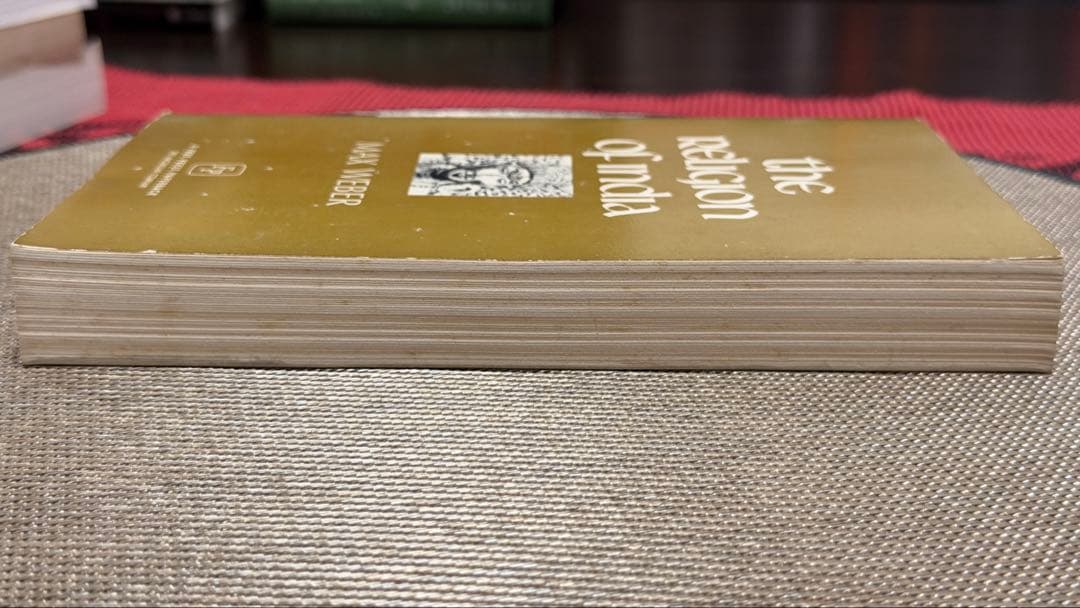 the
religion
of india
MAX WEBER